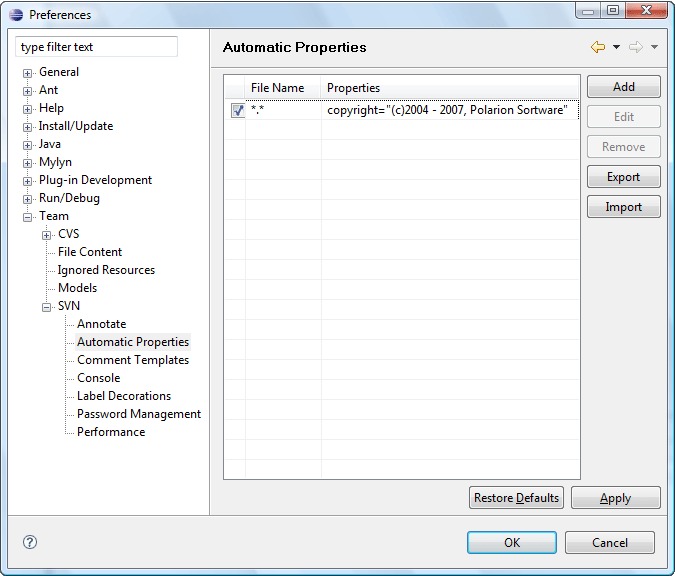 Preferences
type filter text
General
Ant
Help
Install/Update
Java
Mylyn
Plug-in Development
Run/Debug
Team
CVS
File Content
Ignored Resources
Models
SVN
Annotate
Automatic Properties
Comment Templates
Console
Label Decorations
Password Management
Performance
Automatic Properties
File Name Properties
*.* copyright="(c)2004 - 2007, Polarion Sortware"
Add
Edit
Remove
Export
Import
Restore Defaults
Apply
OK
Cancel